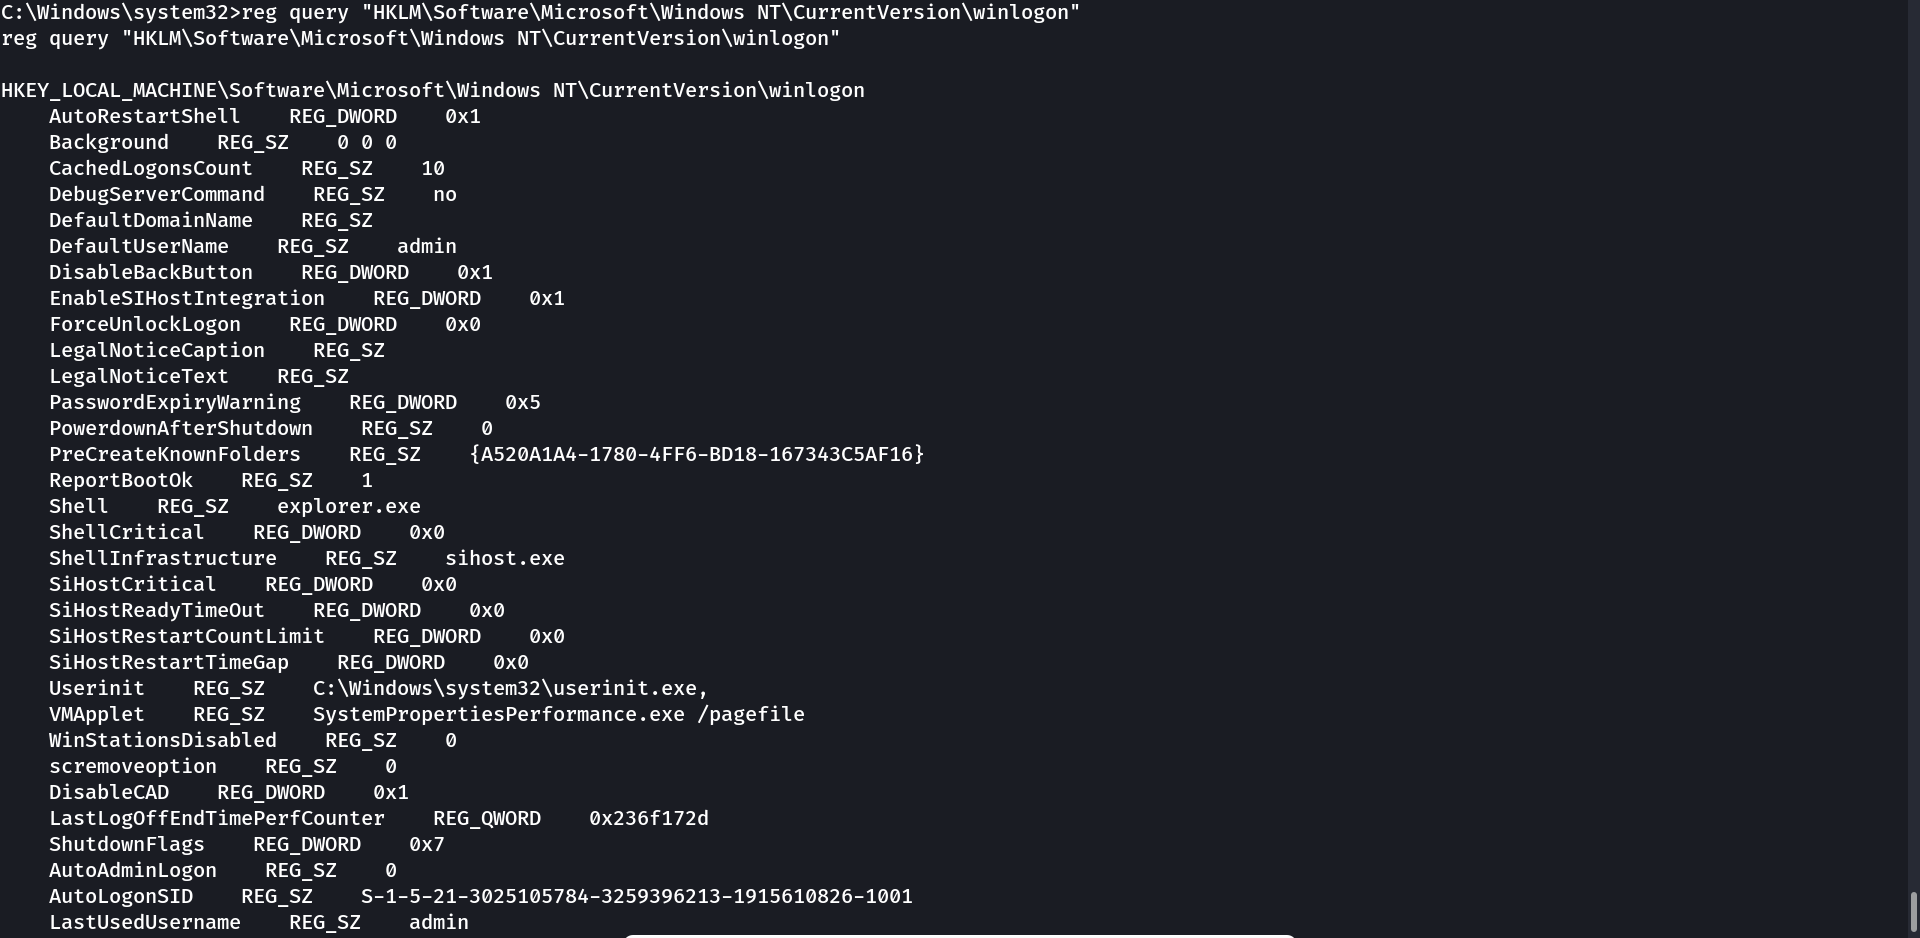 C:\Windows\system32>reg query "HKLM\Software\Microsoft\Windows NT\CurrentVersion\winlogon"
reg query "HKLM\Software\Microsoft\Windows NT\CurrentVersion\winlogon"

HKEY_LOCAL_MACHINE\Software\Microsoft\Windows NT\CurrentVersion\winlogon
    AutoRestartShell    REG_DWORD    0x1
    Background    REG_SZ    0 0 0
    CachedLogonsCount    REG_SZ    10
    DebugServerCommand    REG_SZ    no
    DefaultDomainName    REG_SZ
    DefaultUserName    REG_SZ    admin
    DisableBackButton    REG_DWORD    0x1
    EnableSIHostIntegration    REG_DWORD    0x1
    ForceUnlockLogon    REG_DWORD    0x0
    LegalNoticeCaption    REG_SZ
    LegalNoticeText    REG_SZ
    PasswordExpiryWarning    REG_DWORD    0x5
    PowerdownAfterShutdown    REG_SZ    0
    PreCreateKnownFolders    REG_SZ    {A520A1A4-1780-4FF6-BD18-167343C5AF16}
    ReportBootOk    REG_SZ    1
    Shell    REG_SZ    explorer.exe
    ShellCritical    REG_DWORD    0x0
    ShellInfrastructure    REG_SZ    sihost.exe
    SiHostCritical    REG_DWORD    0x0
    SiHostReadyTimeOut    REG_DWORD    0x0
    SiHostRestartCountLimit    REG_DWORD    0x0
    SiHostRestartTimeGap    REG_DWORD    0x0
    Userinit    REG_SZ    C:\Windows\system32\userinit.exe,
    VMApplet    REG_SZ    SystemPropertiesPerformance.exe /pagefile
    WinStationsDisabled    REG_SZ    0
    scremoveoption    REG_SZ    0
    DisableCAD    REG_DWORD    0x1
    LastLogOffEndTimePerfCounter    REG_QWORD    0x236f172d
    ShutdownFlags    REG_DWORD    0x7
    AutoAdminLogon    REG_SZ    0
    AutoLogonSID    REG_SZ    S-1-5-21-3025105784-3259396213-1915610826-1001
    LastUsedUsername    REG_SZ    admin